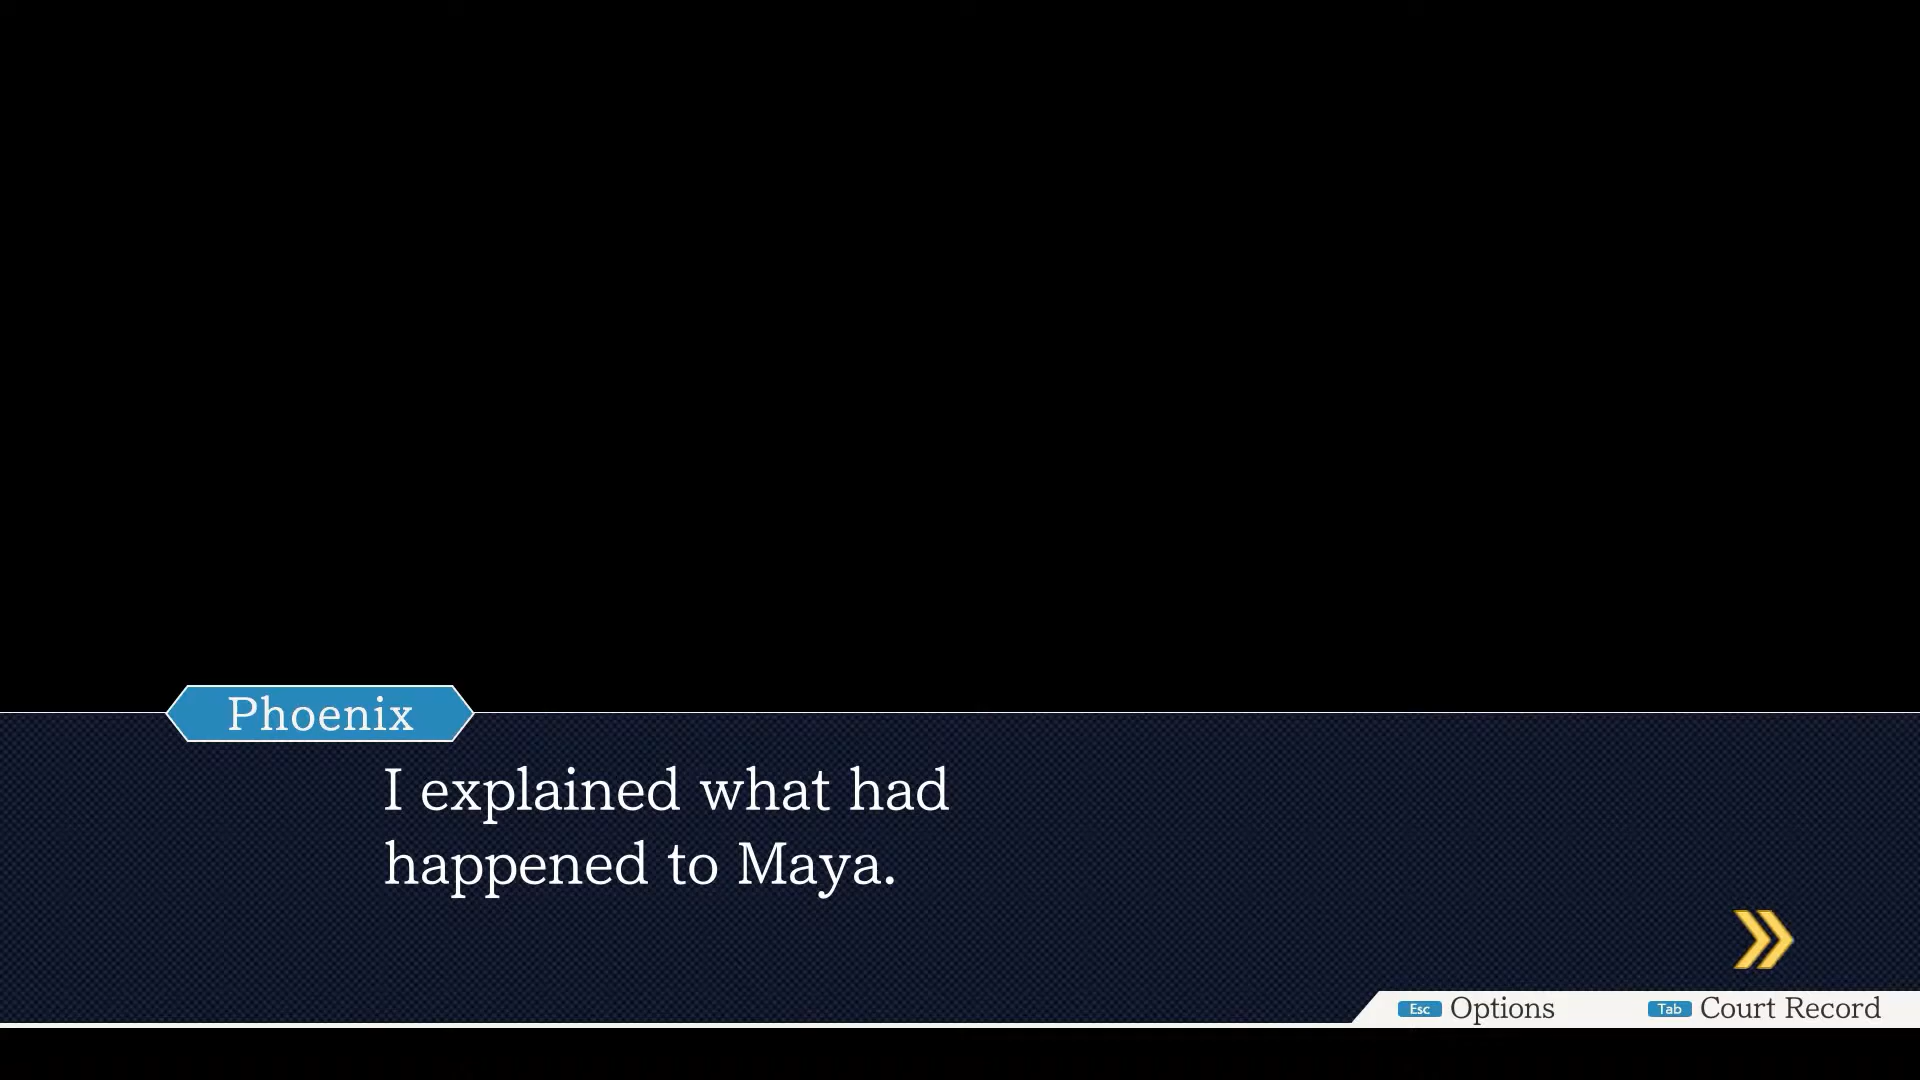 Phoenix
I explained what had
happened to Maya.
Esc Options Tab Court Record